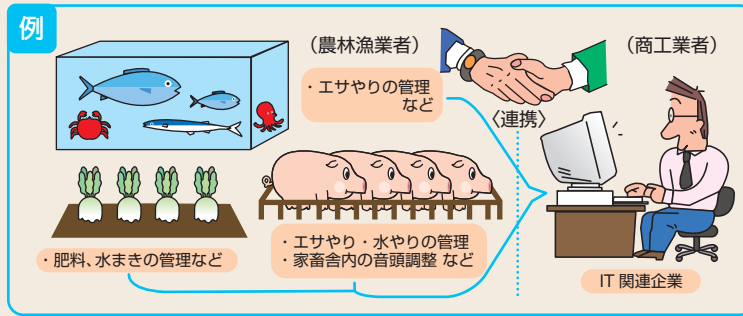 例
(農林漁業者)
(商工業者)
・エサやりの管理
など
〈連携〉
・肥料、水まきの管理など
・エサやり・水やりの管理
・家畜舎内の音頭調整 など
IT 関連企業